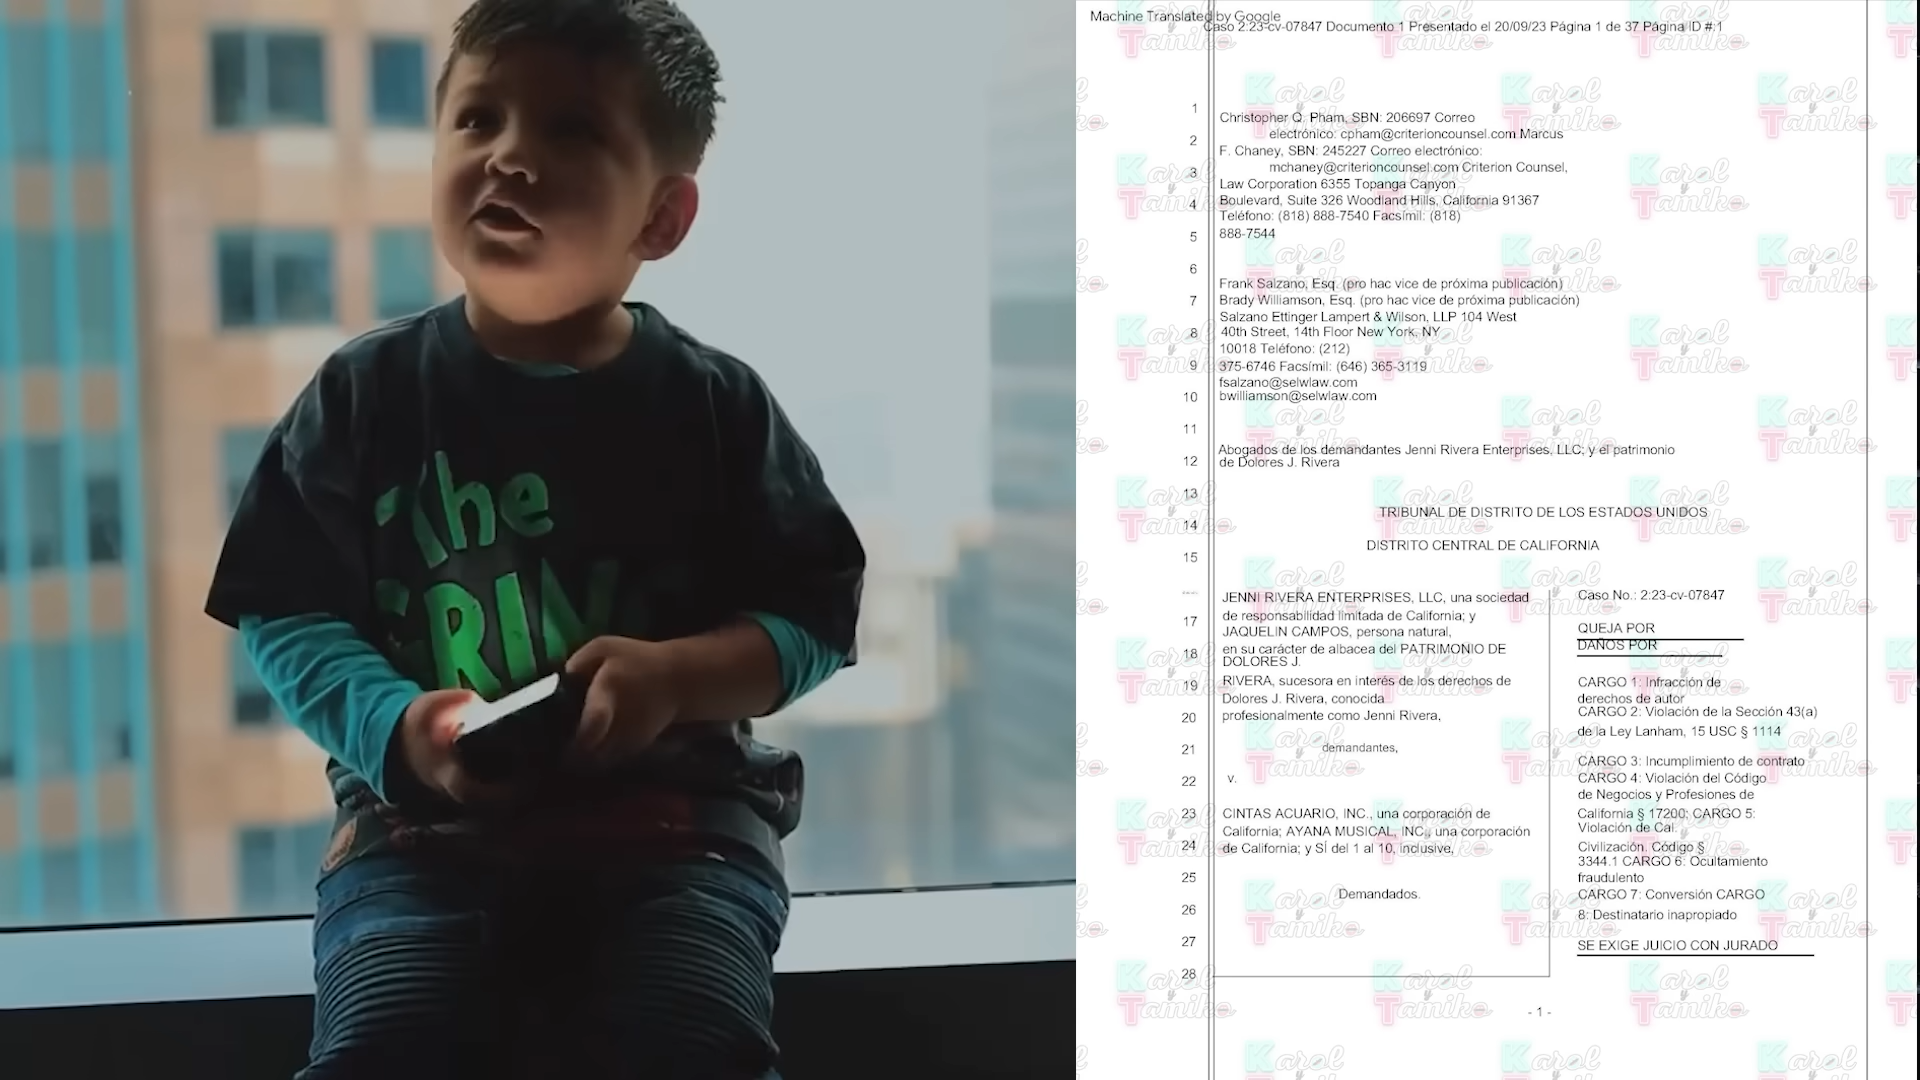 The
GRIN
Machine Translated by Google
Caso 2:23-cv-07847 Documento 1 Presentado el 20/09/23 Página 1 de 37 Página ID #:1
1
Christopher Q. Pham, SBN: 206697 Correo
electrónico: cpham@criterioncounsel.com Marcus
2
F. Chaney, SBN: 245227 Correo electrónico:
mchaney@criterioncounsel.com Criterion Counsel,
3
Law Corporation 6355 Topanga Canyon
Boulevard, Suite 326 Woodland Hills, California 91367
4
Teléfono: (818) 888-7540 Facsímil: (818)
888-7544
5
6
Frank Salzano, Esq. (pro hac vice de próxima publicación)
Brady Williamson, Esq. (pro hac vice de próxima publicación)
7
Salzano Ettinger Lampert & Wilson, LLP 104 West
40th Street, 14th Floor New York, NY
8
10018 Teléfono: (212)
375-6746 Facsímil: (646) 365-3119
9
fsalzano@selwlaw.com
bwilliamson@selwlaw.com
10
11
Abogados de los demandantes Jenni Rivera Enterprises, LLC; y el patrimonio
12
de Dolores J. Rivera
13
TRIBUNAL DE DISTRITO DE LOS ESTADOS UNIDOS
14
DISTRITO CENTRAL DE CALIFORNIA
15
JENNI RIVERA ENTERPRISES, LLC, una sociedad
de responsabilidad limitada de California; y
17
JAQUELIN CAMPOS, persona natural,
en su carácter de albacea del PATRIMONIO DE
18
DOLORES J.
RIVERA, sucesora en interés de los derechos de
19
Dolores J. Rivera, conocida
profesionalmente como Jenni Rivera,
20
demandantes,
21
v.
22
CINTAS ACUARIO, INC., una corporación de
23
California; AYANA MUSICAL, INC., una corporación
de California; y SÍ del 1 al 10, inclusive,
24
25
Demandados.
26
27
28
Caso No.: 2:23-cv-07847
QUEJA POR
DAÑOS POR
CARGO 1: Infracción de
derechos de autor
CARGO 2: Violación de la Sección 43(a)
de la Ley Lanham, 15 USC § 1114
CARGO 3: Incumplimiento de contrato
CARGO 4: Violación del Código
de Negocios y Profesiones de
California § 17200; CARGO 5:
Violación de Cal.
Civilización. Código §
3344.1 CARGO 6: Ocultamiento
fraudulento
CARGO 7: Conversión CARGO
8: Destinatario inapropiado
SE EXIGE JUICIO CON JURADO
- 1 -
Karol
y
Tamiko